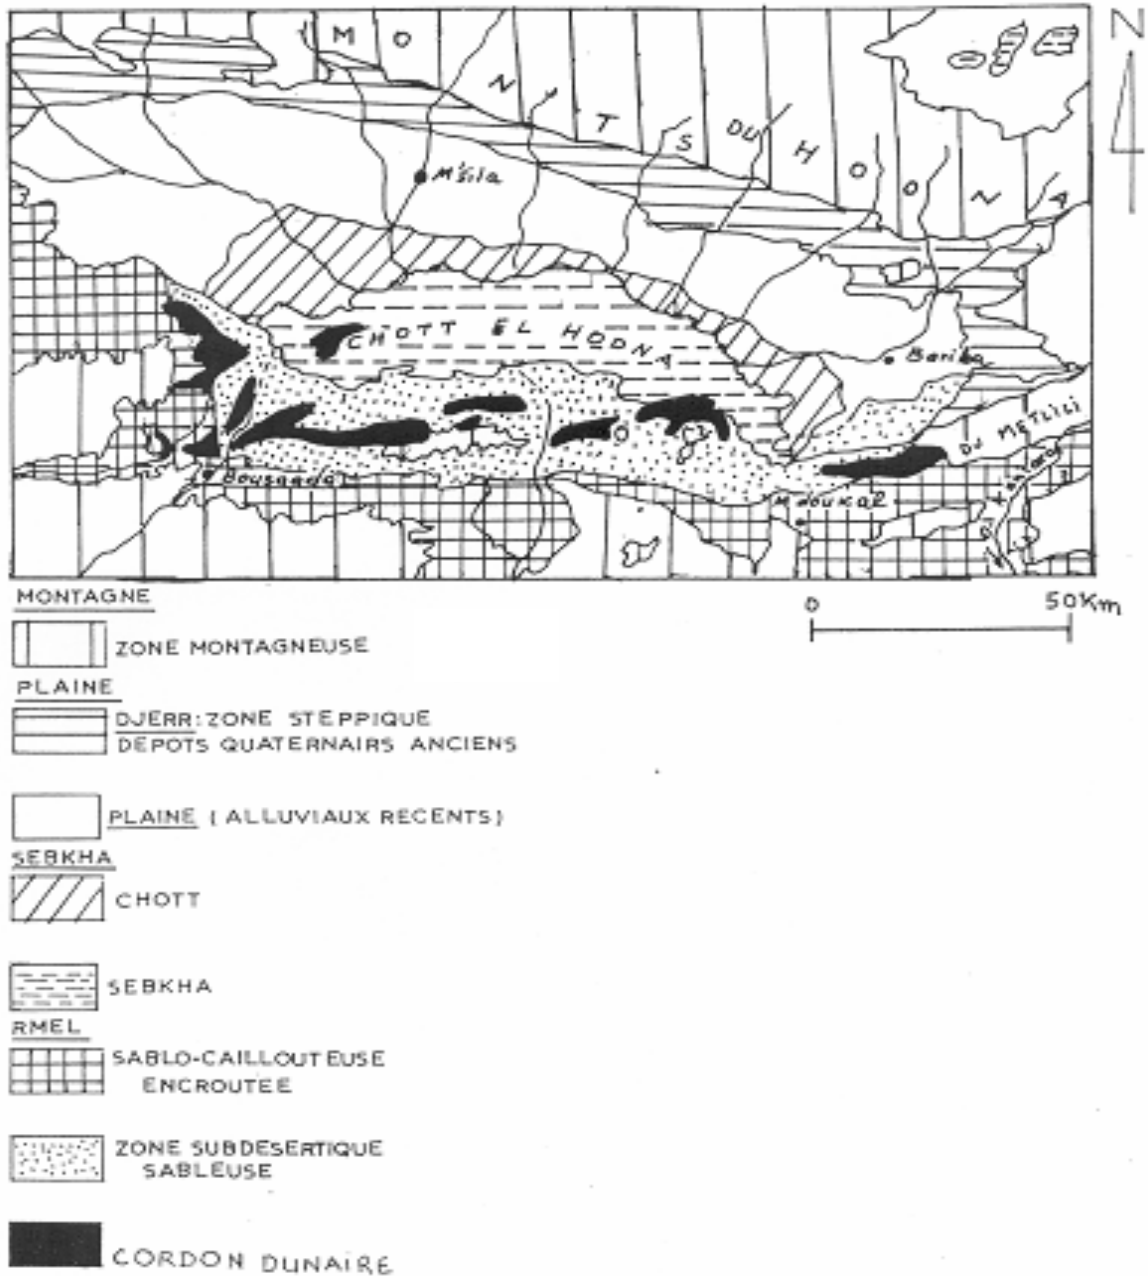 N
MONTS DU HODNA
M'sila
CHOTT EL HODNA
Barika
DJ METLILI
Bousaada
Mdoukal
MONTAGNE
0 50Km
ZONE MONTAGNEUSE
PLAINE
DJERR: ZONE STEPPIQUE
DEPOTS QUATERNAIRS ANCIENS
PLAINE ( ALLUVIAUX RECENTS )
SEBKHA
CHOTT
SEBKHA
RMEL
SABLO-CAILLOUTEUSE
ENCROUTEE
ZONE SUBDESERTIQUE
SABLEUSE
CORDON DUNAIRE